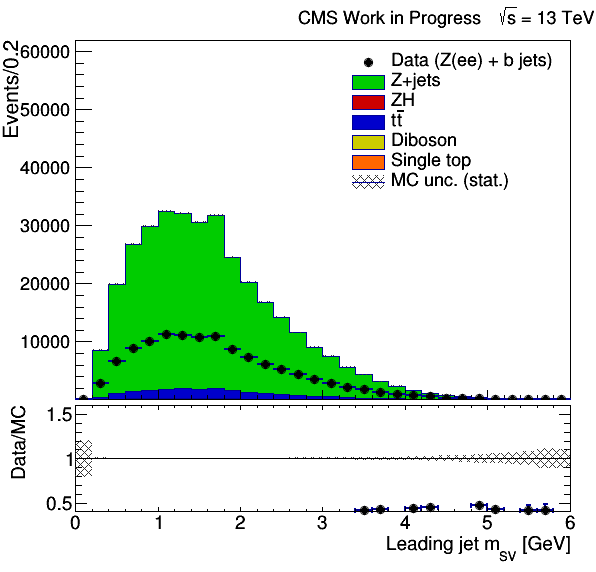 CMS Work in Progress √s = 13 TeV
Events/0.2
60000
50000
40000
30000
20000
10000
Data (Z(ee) + b jets)
Z+jets
ZH
tt̅
Diboson
Single top
MC unc. (stat.)
Data/MC
1.5
1
0.5
0 1 2 3 4 5 6
Leading jet m_SV [GeV]